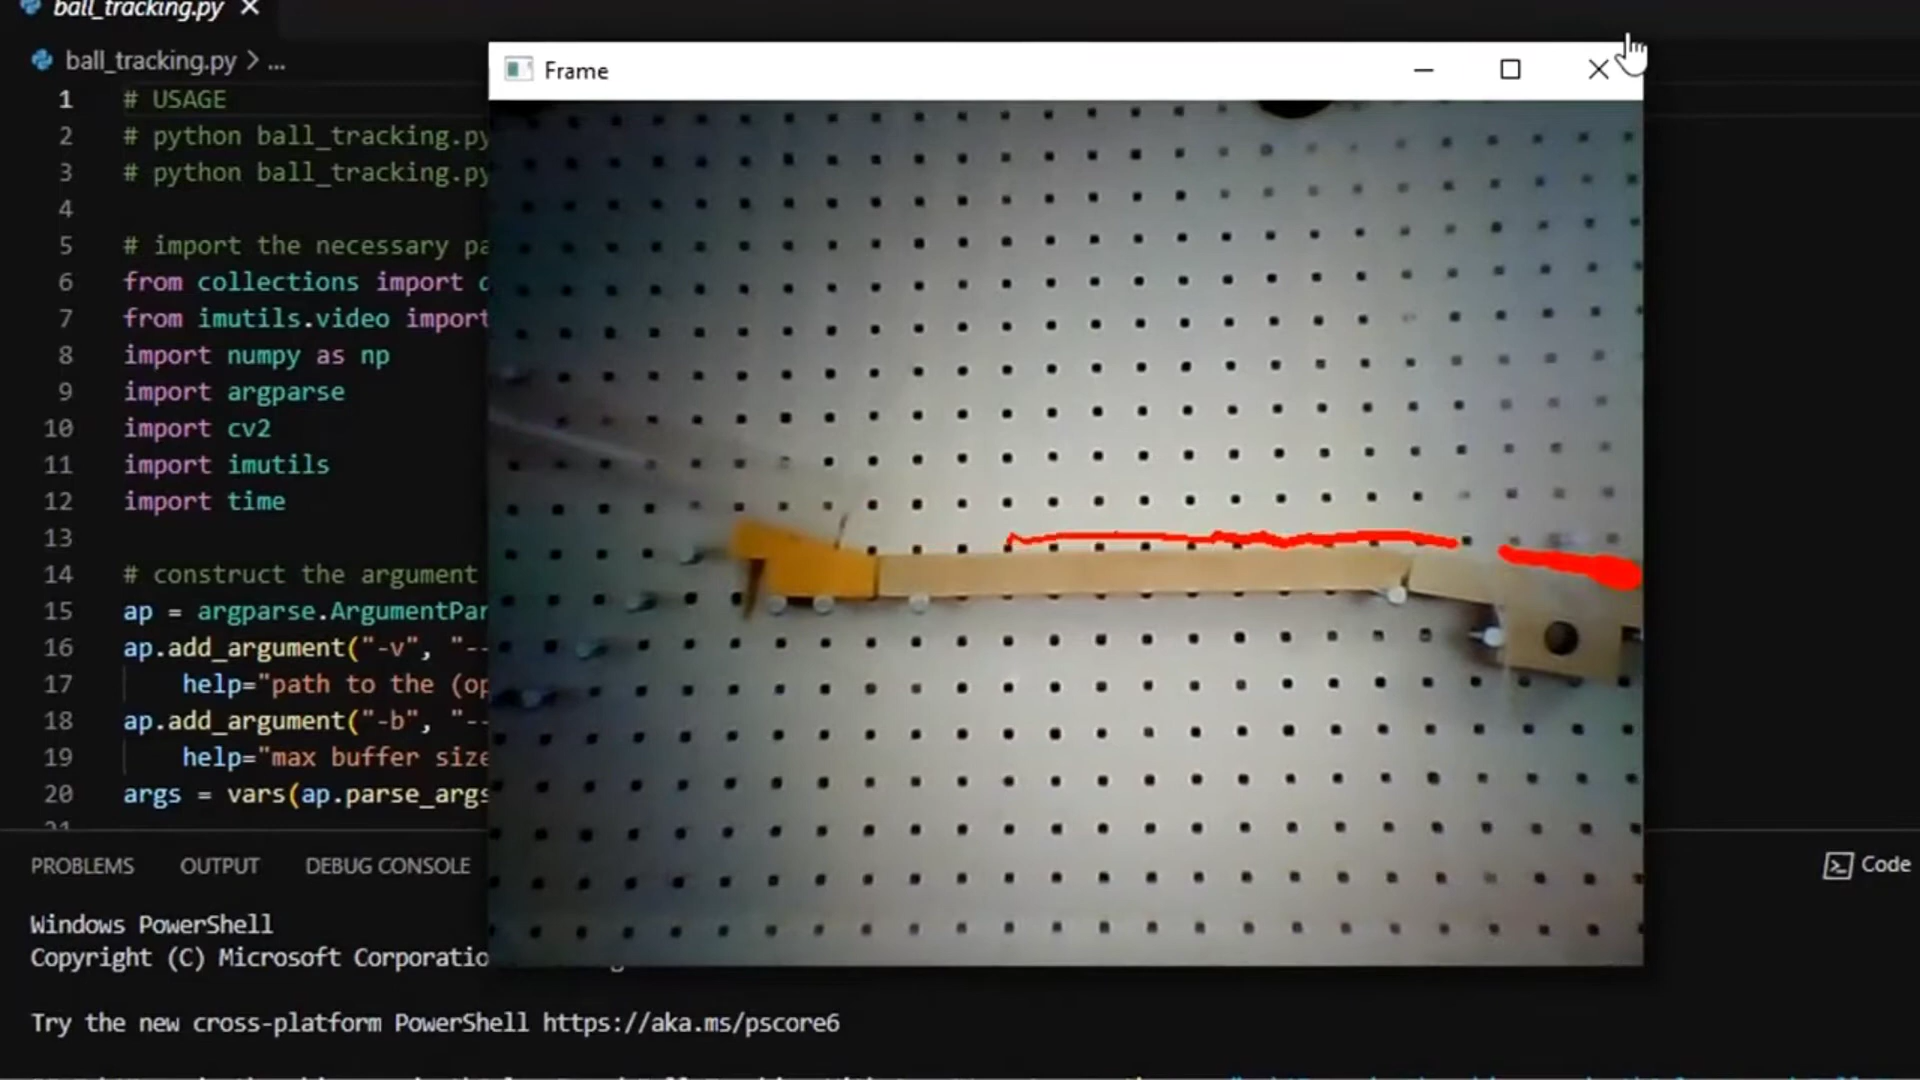 ball_tracking.py
ball_tracking.py > ...
Frame
1 # USAGE
2 # python ball_tracking.py
3 # python ball_tracking.py
4
5 # import the necessary
6 from collections import
7 from imutils.video import
8 import numpy as np
9 import argparse
10 import cv2
11 import imutils
12 import time
13
14 # construct the argument
15 ap = argparse.ArgumentPar
16 ap.add_argument("-v", "--
17 help="path to the (op
18 ap.add_argument("-b", "--
19 help="max buffer size
20 args = vars(ap.parse_args
21
PROBLEMS OUTPUT DEBUG CONSOLE
Code
Windows PowerShell
Copyright (C) Microsoft Corporatio
Try the new cross-platform PowerShell https://aka.ms/pscore6